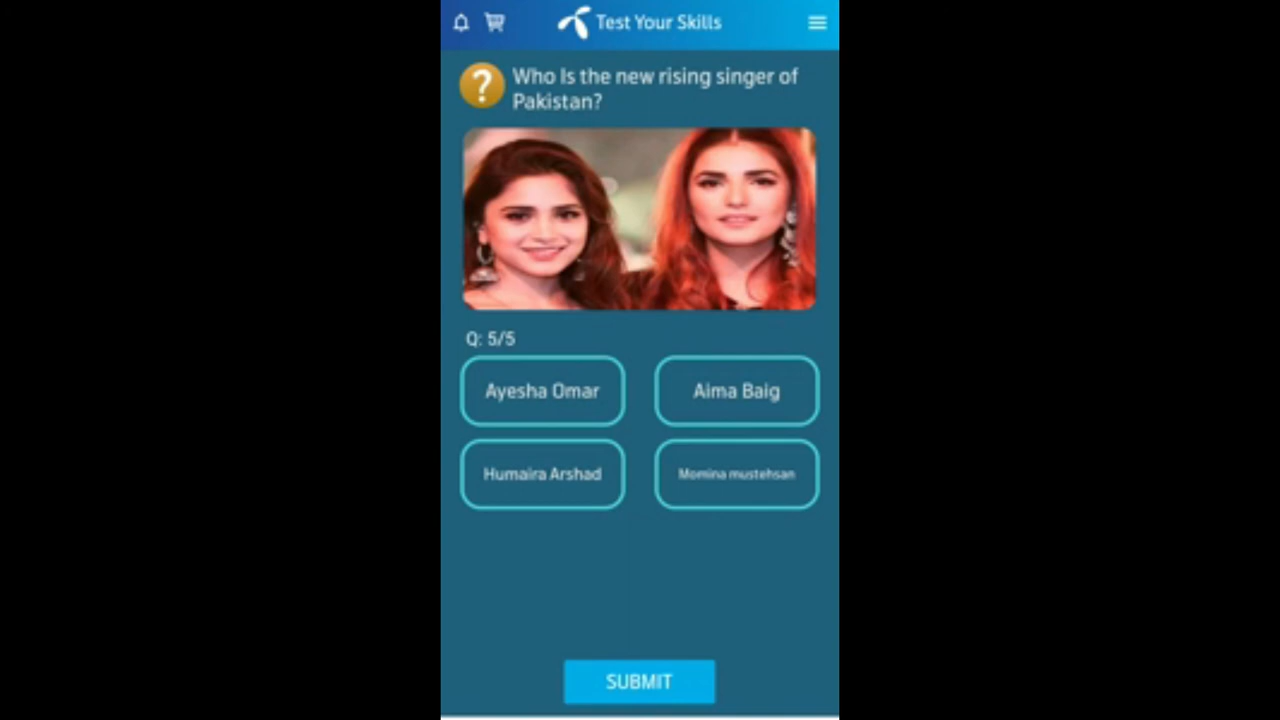 Test Your Skills
? Who Is the new rising singer of
Pakistan?
Q: 5/5
Ayesha Omar
Aima Baig
Humaira Arshad
Momina mustehsan
SUBMIT